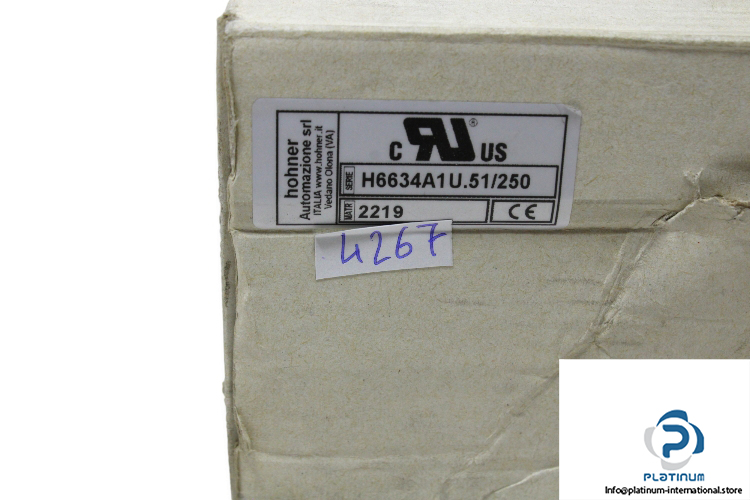 hohner
Automazione srl
ITALIA www.hohner.it
Vedano Olona (VA)
C RU ® US
SERIE H6634A1U.51/250
MATR 2219
CE
4267
PLATINUM
Info@platinum-international.store